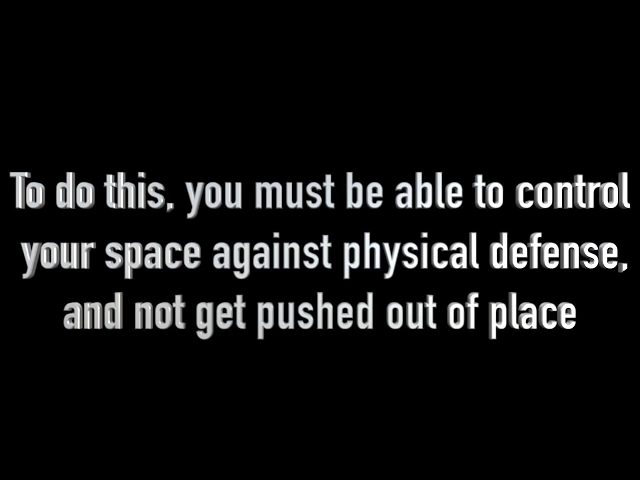 To do this, you must be able to control
your space against physical defense,
and not get pushed out of place